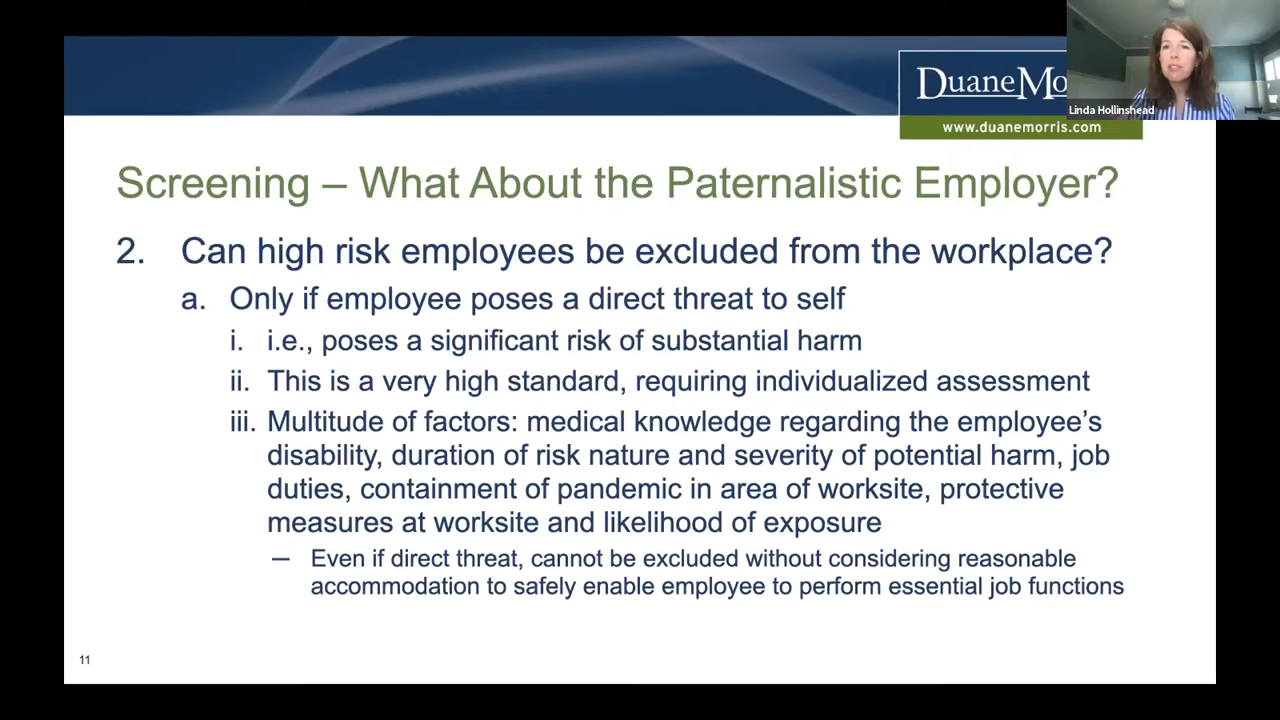 Duane Mo
Linda Hollinshead
www.duanemorris.com
Screening – What About the Paternalistic Employer?
2. Can high risk employees be excluded from the workplace?
a. Only if employee poses a direct threat to self
i. i.e., poses a significant risk of substantial harm
ii. This is a very high standard, requiring individualized assessment
iii. Multitude of factors: medical knowledge regarding the employee's
disability, duration of risk nature and severity of potential harm, job
duties, containment of pandemic in area of worksite, protective
measures at worksite and likelihood of exposure
— Even if direct threat, cannot be excluded without considering reasonable
accommodation to safely enable employee to perform essential job functions
11